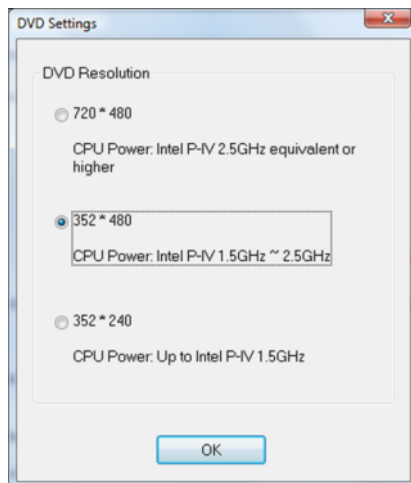 DVD Settings
DVD Resolution
720 * 480
CPU Power: Intel P-IV 2.5GHz equivalent or
higher
352 * 480
CPU Power: Intel P-IV 1.5GHz ~ 2.5GHz
352 * 240
CPU Power: Up to Intel P-IV 1.5GHz
OK